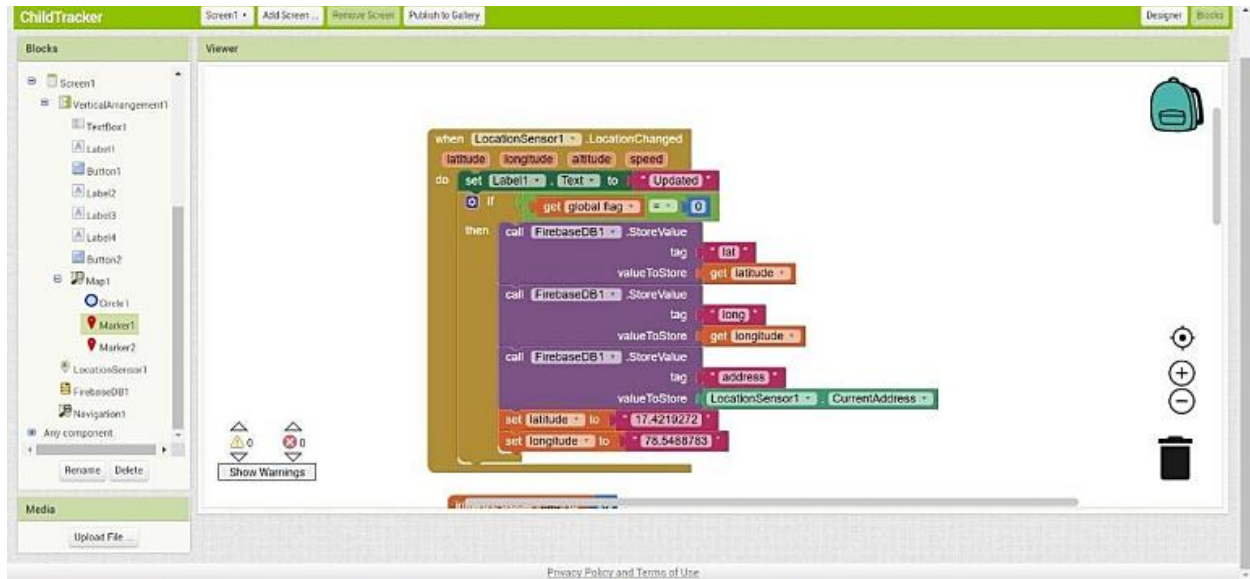 ChildTracker
Screen1 Add Screen ... Remove Screen Publish to Gallery Designer Blocks
Blocks
Viewer
Screen1
VerticalArrangement1
TextBox1
Label1
Button1
Label2
Label3
Label4
Button2
Map1
Circle1
Marker1
Marker2
LocationSensor1
FirebaseDB1
Navigation1
Any component
Rename Delete
Media
Upload File ...
when LocationSensor1 .LocationChanged
latitude longitude altitude speed
do set Label1 . Text to " Updated "
if get global flag = 0
then call FirebaseDB1 .StoreValue
tag " lat "
valueToStore get latitude
call FirebaseDB1 .StoreValue
tag " long "
valueToStore get longitude
call FirebaseDB1 .StoreValue
tag " address "
valueToStore LocationSensor1 . CurrentAddress
set latitude to " 17.4219272 "
set longitude to " 78.5488783 "
0 0
Show Warnings
Privacy Policy and Terms of Use